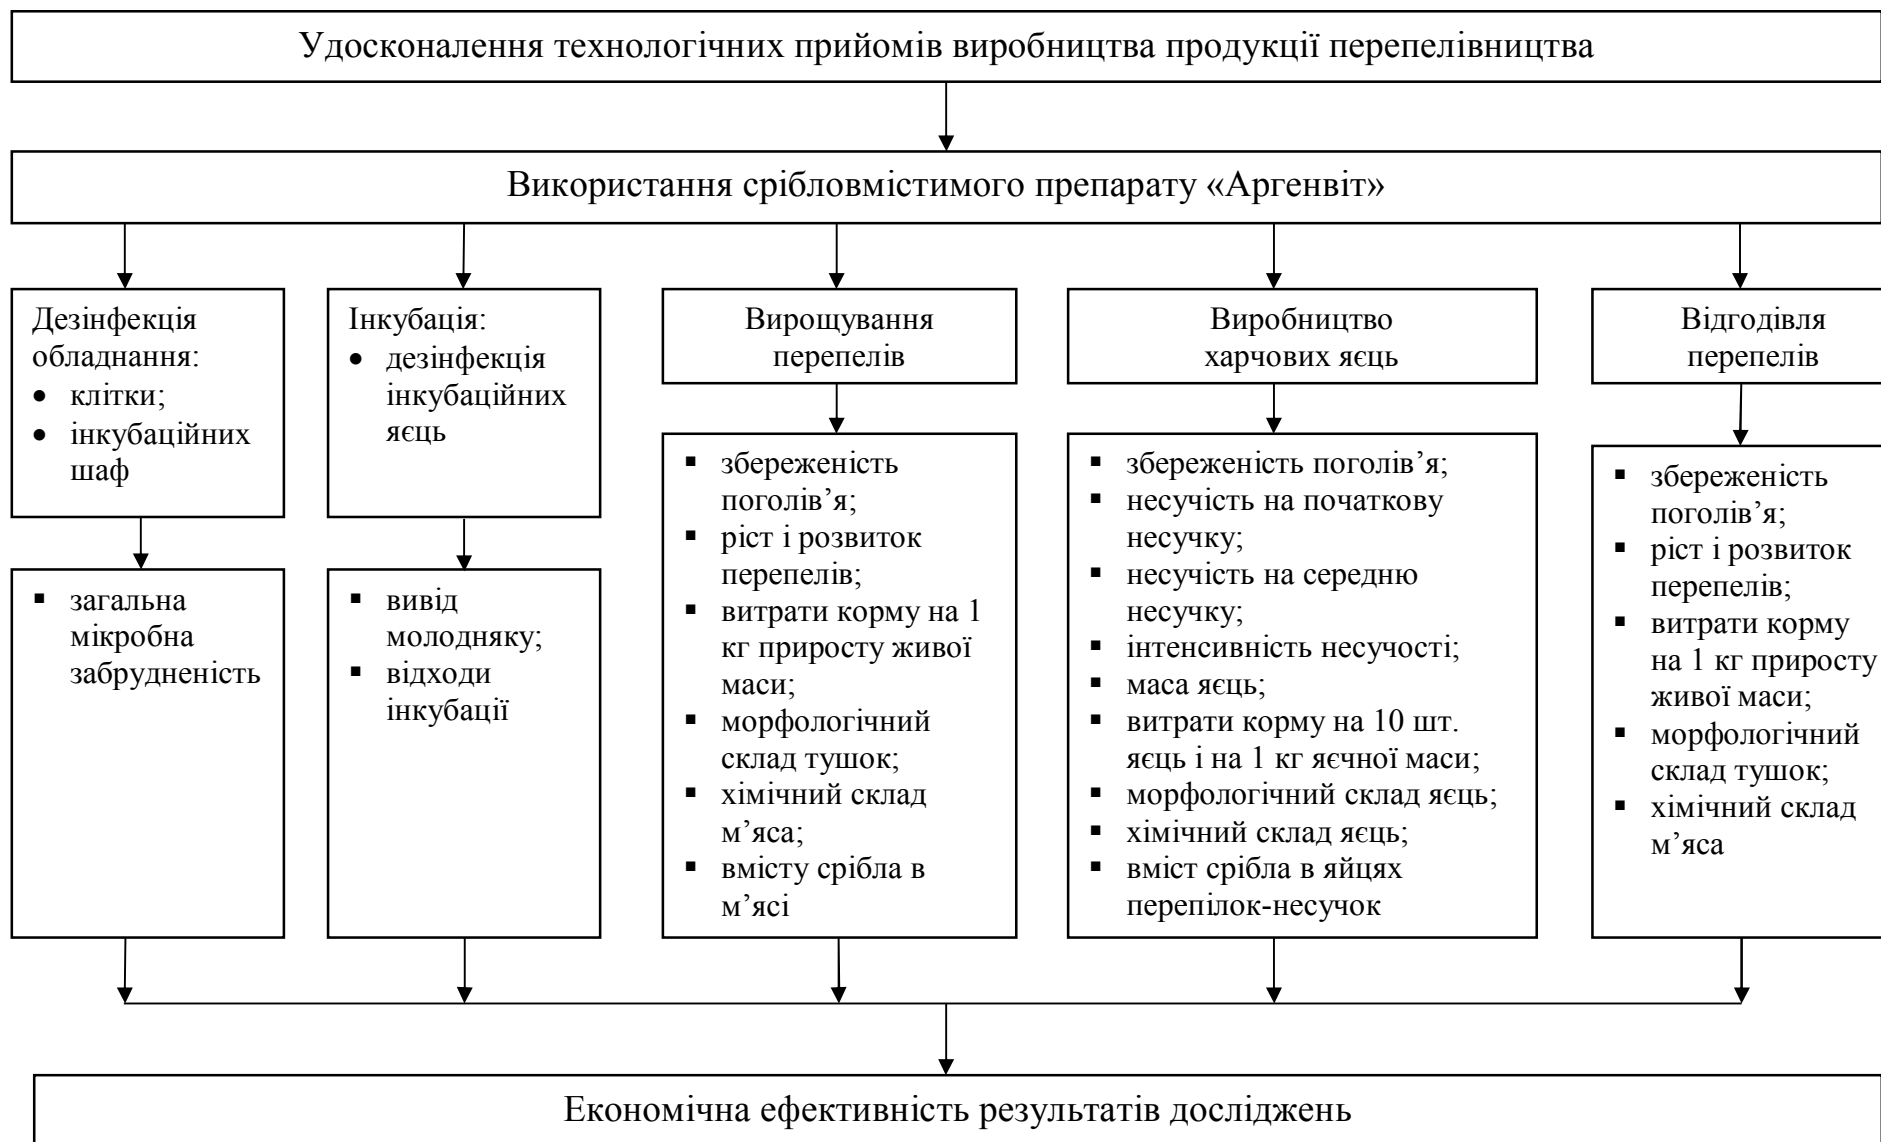 Удосконалення технологічних прийомів виробництва продукції перепелівництва
Використання срібловмістимого препарату «Аргенвіт»
Дезінфекція
обладнання:
• клітки;
• інкубаційних
шаф
Інкубація:
• дезінфекція
інкубаційних
яєць
Вирощування
перепелів
Виробництво
харчових яєць
Відгодівля
перепелів
▪ загальна
мікробна
забрудненість
▪ вивід
молодняку;
▪ відходи
інкубації
▪ збереженість
поголів’я;
▪ ріст і розвиток
перепелів;
▪ витрати корму на 1
кг приросту живої
маси;
▪ морфологічний
склад тушок;
▪ хімічний склад
м’яса;
▪ вмісту срібла в
м’ясі
▪ збереженість поголів’я;
▪ несучість на початкову
несучку;
▪ несучість на середню
несучку;
▪ інтенсивність несучості;
▪ маса яєць;
▪ витрати корму на 10 шт.
яєць і на 1 кг яєчної маси;
▪ морфологічний склад яєць;
▪ хімічний склад яєць;
▪ вміст срібла в яйцях
перепілок-несучок
▪ збереженість
поголів’я;
▪ ріст і розвиток
перепелів;
▪ витрати корму
на 1 кг приросту
живої маси;
▪ морфологічний
склад тушок;
▪ хімічний склад
м’яса
Економічна ефективність результатів досліджень